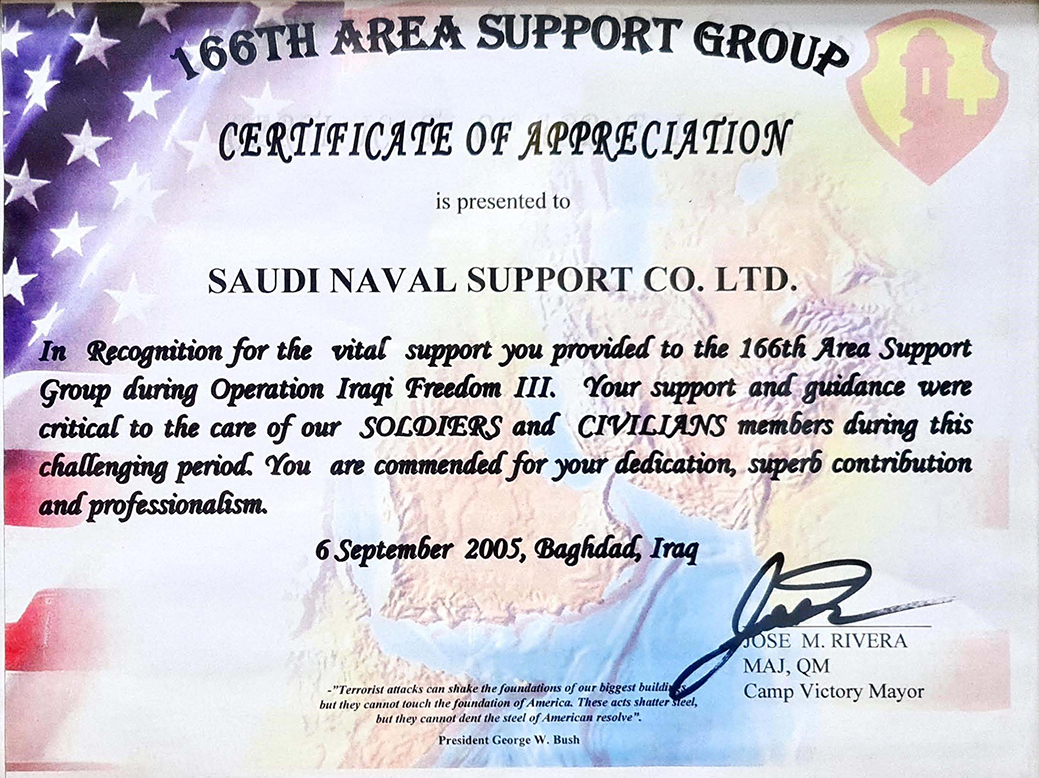 166TH AREA SUPPORT GROUP
CERTIFICATE OF APPRECIATION
is presented to
SAUDI NAVAL SUPPORT CO. LTD.
In Recognition for the vital support you provided to the 166th Area Support
Group during Operation Iraqi Freedom III. Your support and guidance were
critical to the care of our SOLDIERS and CIVILIANS members during this
challenging period. You are commended for your dedication, superb contribution
and professionalism.
6 September 2005, Baghdad, Iraq
JOSE M. RIVERA
MAJ, QM
Camp Victory Mayor
-"Terrorist attacks can shake the foundations of our biggest buildings,
but they cannot touch the foundation of America. These acts shatter steel,
but they cannot dent the steel of American resolve".
President George W. Bush